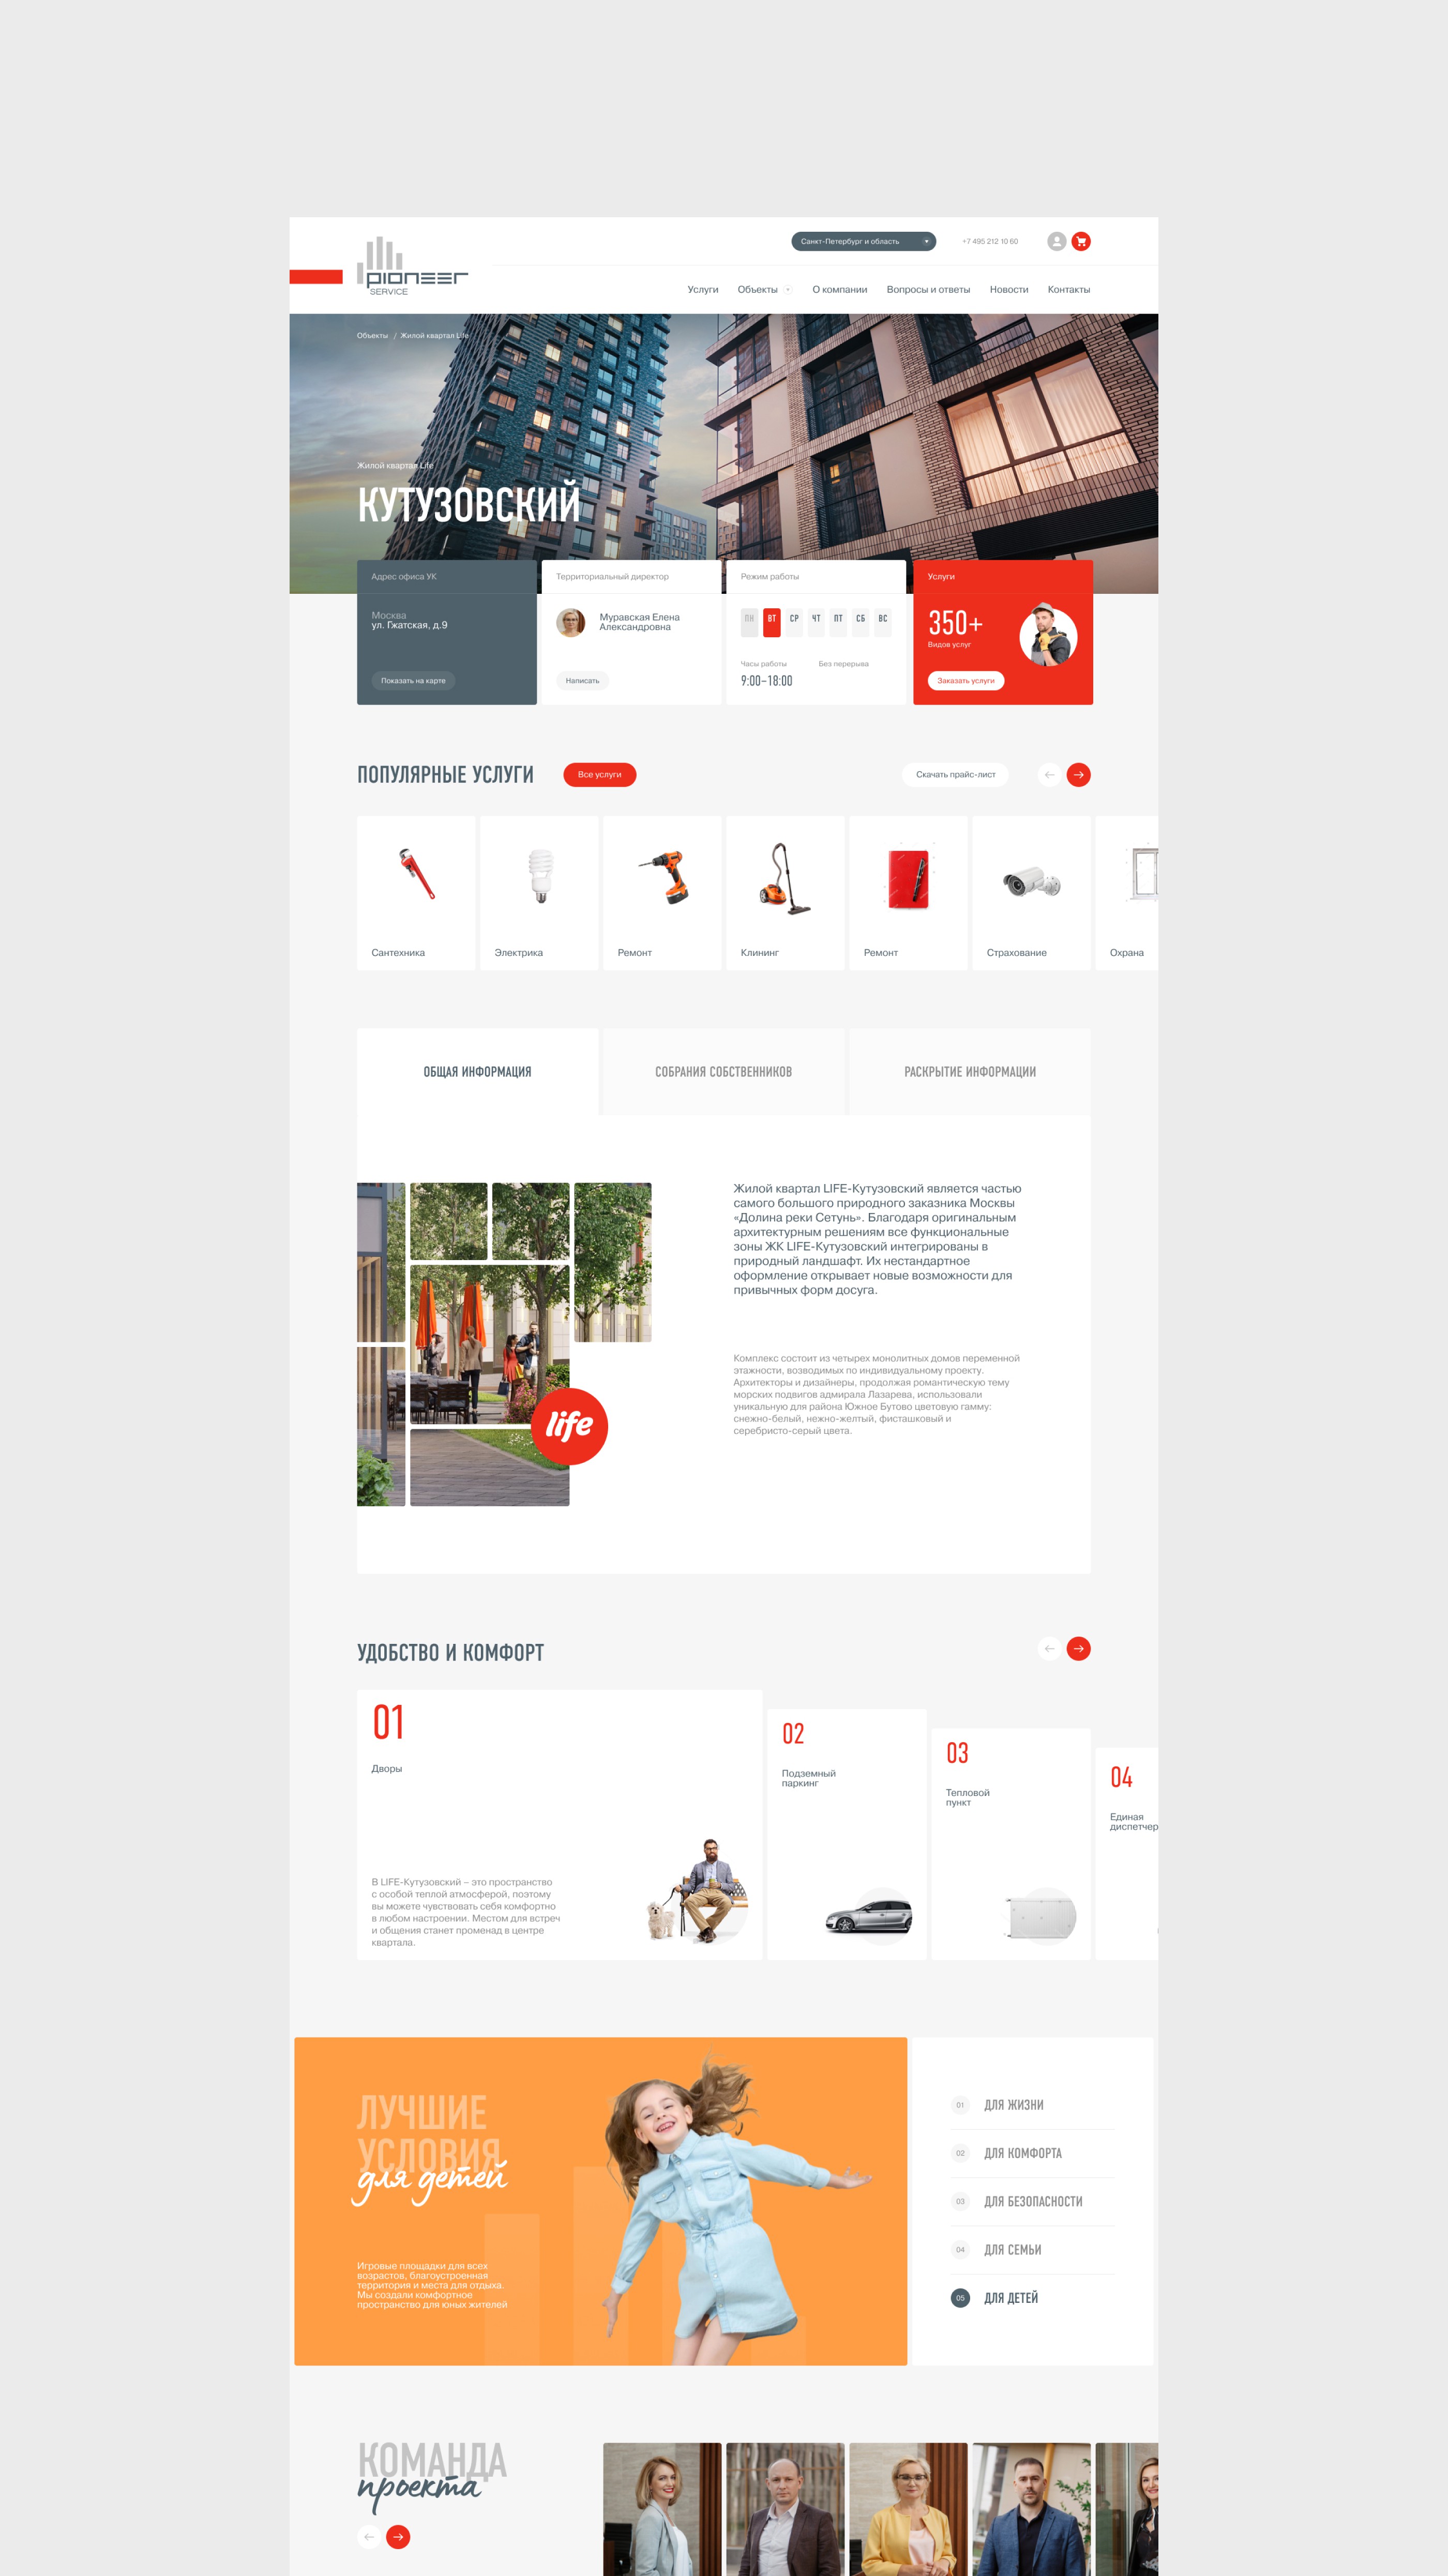 Санкт-Петербург и область
+7 495 212 10 60
pioneer
SERVICE
Услуги
Объекты
О компании
Вопросы и ответы
Новости
Контакты
Объекты / Жилой квартал Life
Жилой квартал Life
КУТУЗОВСКИЙ
Адрес офиса УК
Москва
ул. Гжатская, д.9
Показать на карте
Территориальный директор
Муравская Елена
Александровна
Написать
Режим работы
ПН ВТ СР ЧТ ПТ СБ ВС
Часы работы
Без перерыва
9:00–18:00
Услуги
350+
Видов услуг
Заказать услуги
ПОПУЛЯРНЫЕ УСЛУГИ
Все услуги
Скачать прайс-лист
Сантехника
Электрика
Ремонт
Клининг
Ремонт
Страхование
Охрана
ОБЩАЯ ИНФОРМАЦИЯ
СОБРАНИЯ СОБСТВЕННИКОВ
РАСКРЫТИЕ ИНФОРМАЦИИ
Жилой квартал LIFE-Кутузовский является частью
самого большого природного заказника Москвы
«Долина реки Сетунь». Благодаря оригинальным
архитектурным решениям все функциональные
зоны ЖК LIFE-Кутузовский интегрированы в
природный ландшафт. Их нестандартное
оформление открывает новые возможности для
привычных форм досуга.
life
Комплекс состоит из четырех монолитных домов переменной
этажности, возводимых по индивидуальному проекту.
Архитекторы и дизайнеры, продолжая романтическую тему
морских подвигов адмирала Лазарева, использовали
уникальную для района Южное Бутово цветовую гамму:
снежно-белый, нежно-желтый, фисташковый и
серебристо-серый цвета.
УДОБСТВО И КОМФОРТ
01
Дворы
В LIFE-Кутузовский – это пространство
с особой теплой атмосферой, поэтому
вы можете чувствовать себя комфортно
в любом настроении. Местом для встреч
и общения станет променад в центре
квартала.
02
Подземный
паркинг
03
Тепловой
пункт
04
Единая
диспетчер
ЛУЧШИЕ
УСЛОВИЯ
для детей
Игровые площадки для всех
возрастов, благоустроенная
территория и места для отдыха.
Мы создали комфортное
пространство для юных жителей
01 ДЛЯ ЖИЗНИ
02 ДЛЯ КОМФОРТА
03 ДЛЯ БЕЗОПАСНОСТИ
04 ДЛЯ СЕМЬИ
05 ДЛЯ ДЕТЕЙ
КОМАНДА
проекта